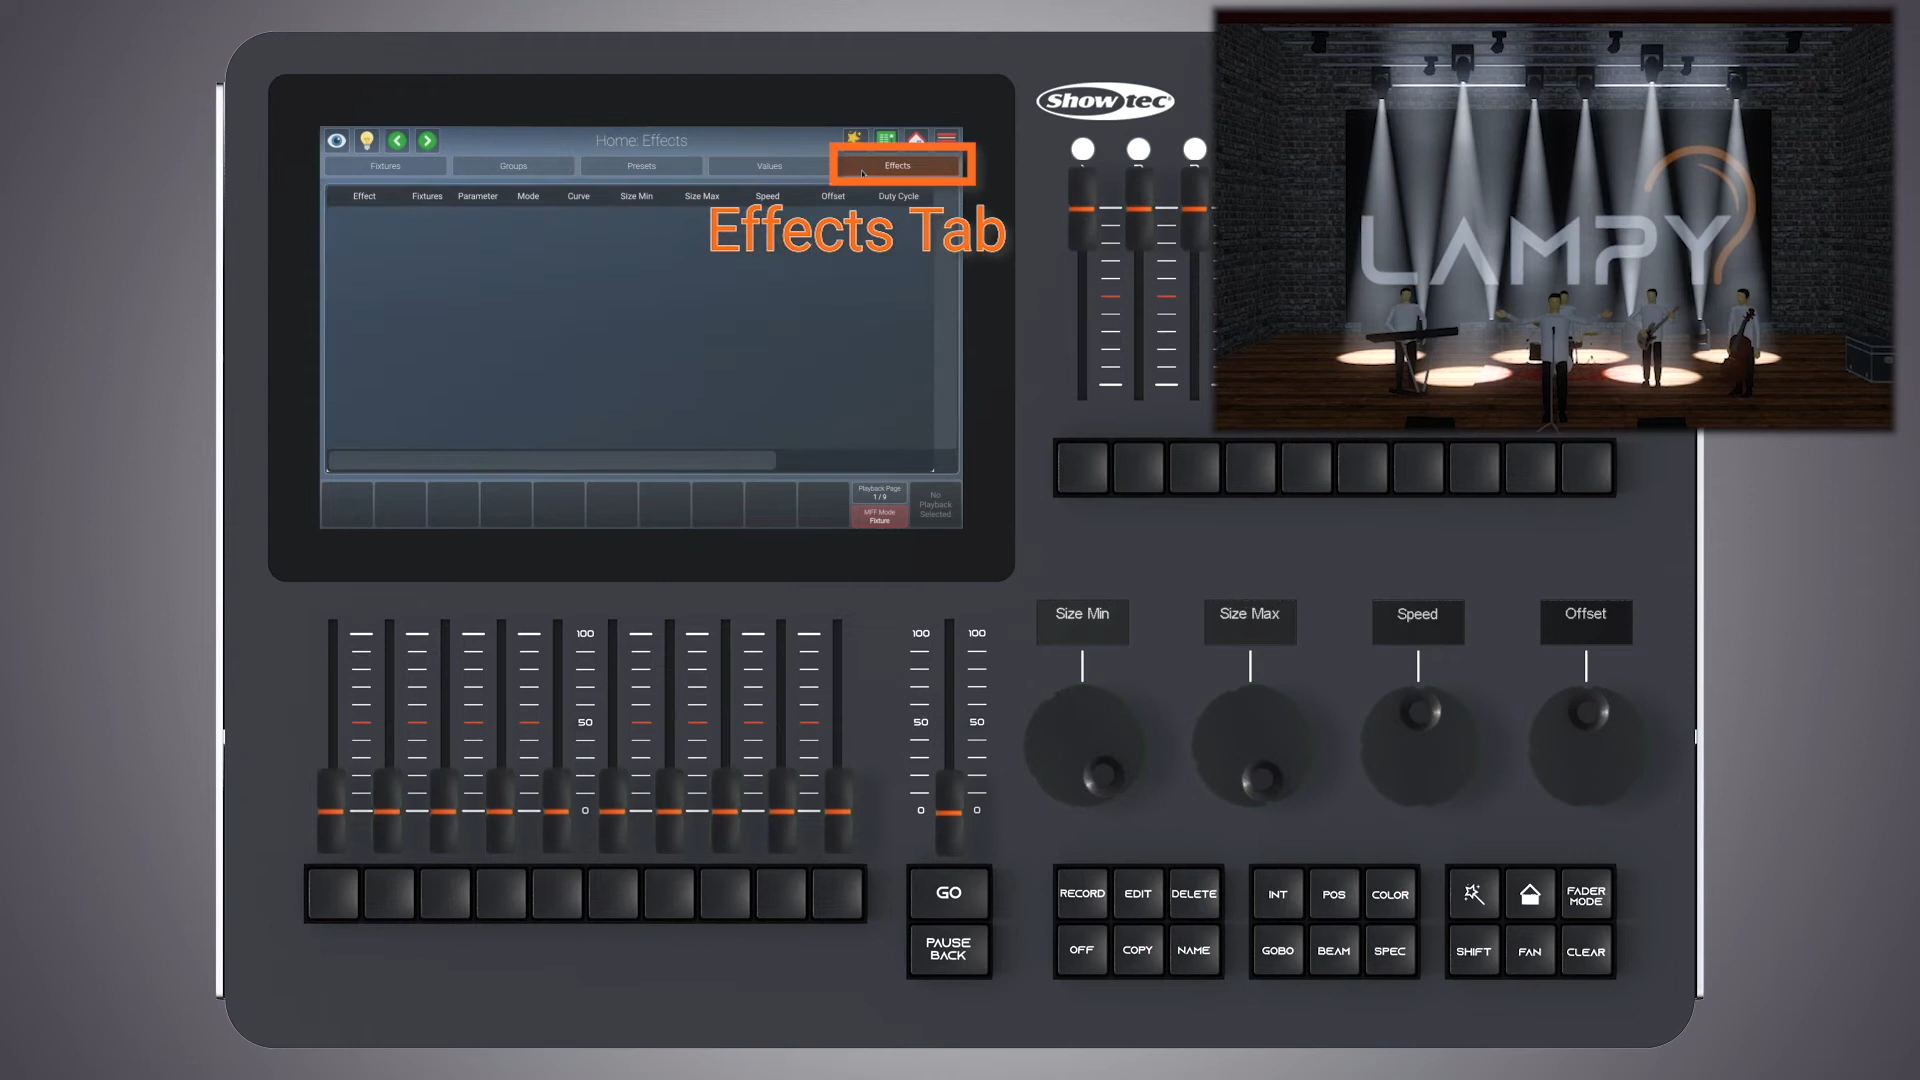 Showtec
LAMPY
Home: Effects
Fixtures
Groups
Presets
Values
Effects
Effect
Fixtures
Parameter
Mode
Curve
Size Min
Size Max
Speed
Offset
Duty Cycle
Effects Tab
Playback Page
1 / 9
MFF Mode
Fixture
No
Playback
Selected
Size Min
Size Max
Speed
Offset
100
50
0
100
100
50
50
0
0
GO
PAUSE
BACK
RECORD
EDIT
DELETE
OFF
COPY
NAME
INT
POS
COLOR
GOBO
BEAM
SPEC
FADER
MODE
SHIFT
FAN
CLEAR